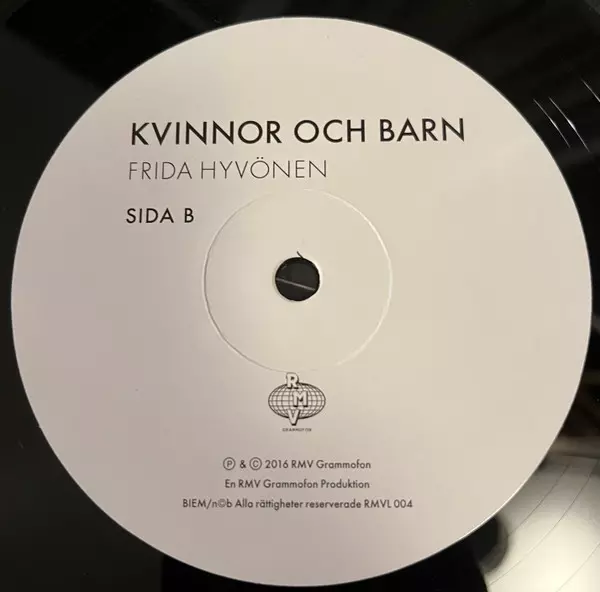 KVINNOR OCH BARN
FRIDA HYVÖNEN
SIDA B
RMV
GRAMMOFON
Ⓟ & © 2016 RMV Grammofon
En RMV Grammofon Produktion
BIEM/n©b Alla rättigheter reserverade RMVL 004